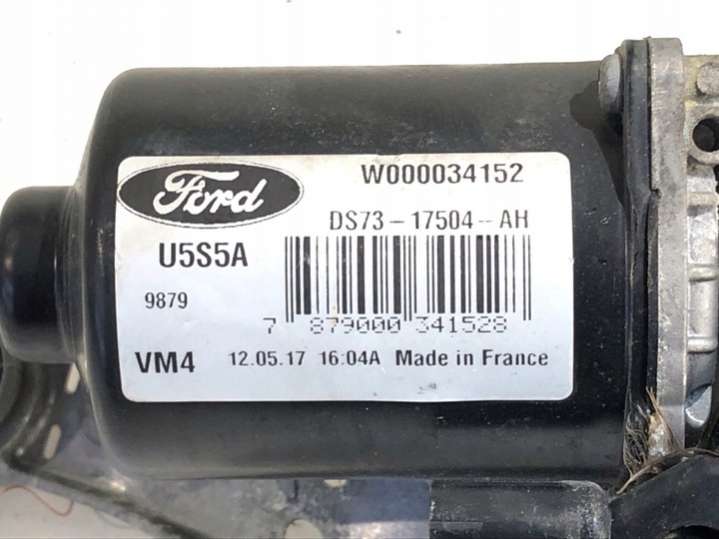 Ford
W000034152
DS73-17504-AH
U5S5A
9879
7 879000 341528
VM4 12.05.17 16:04A Made in France